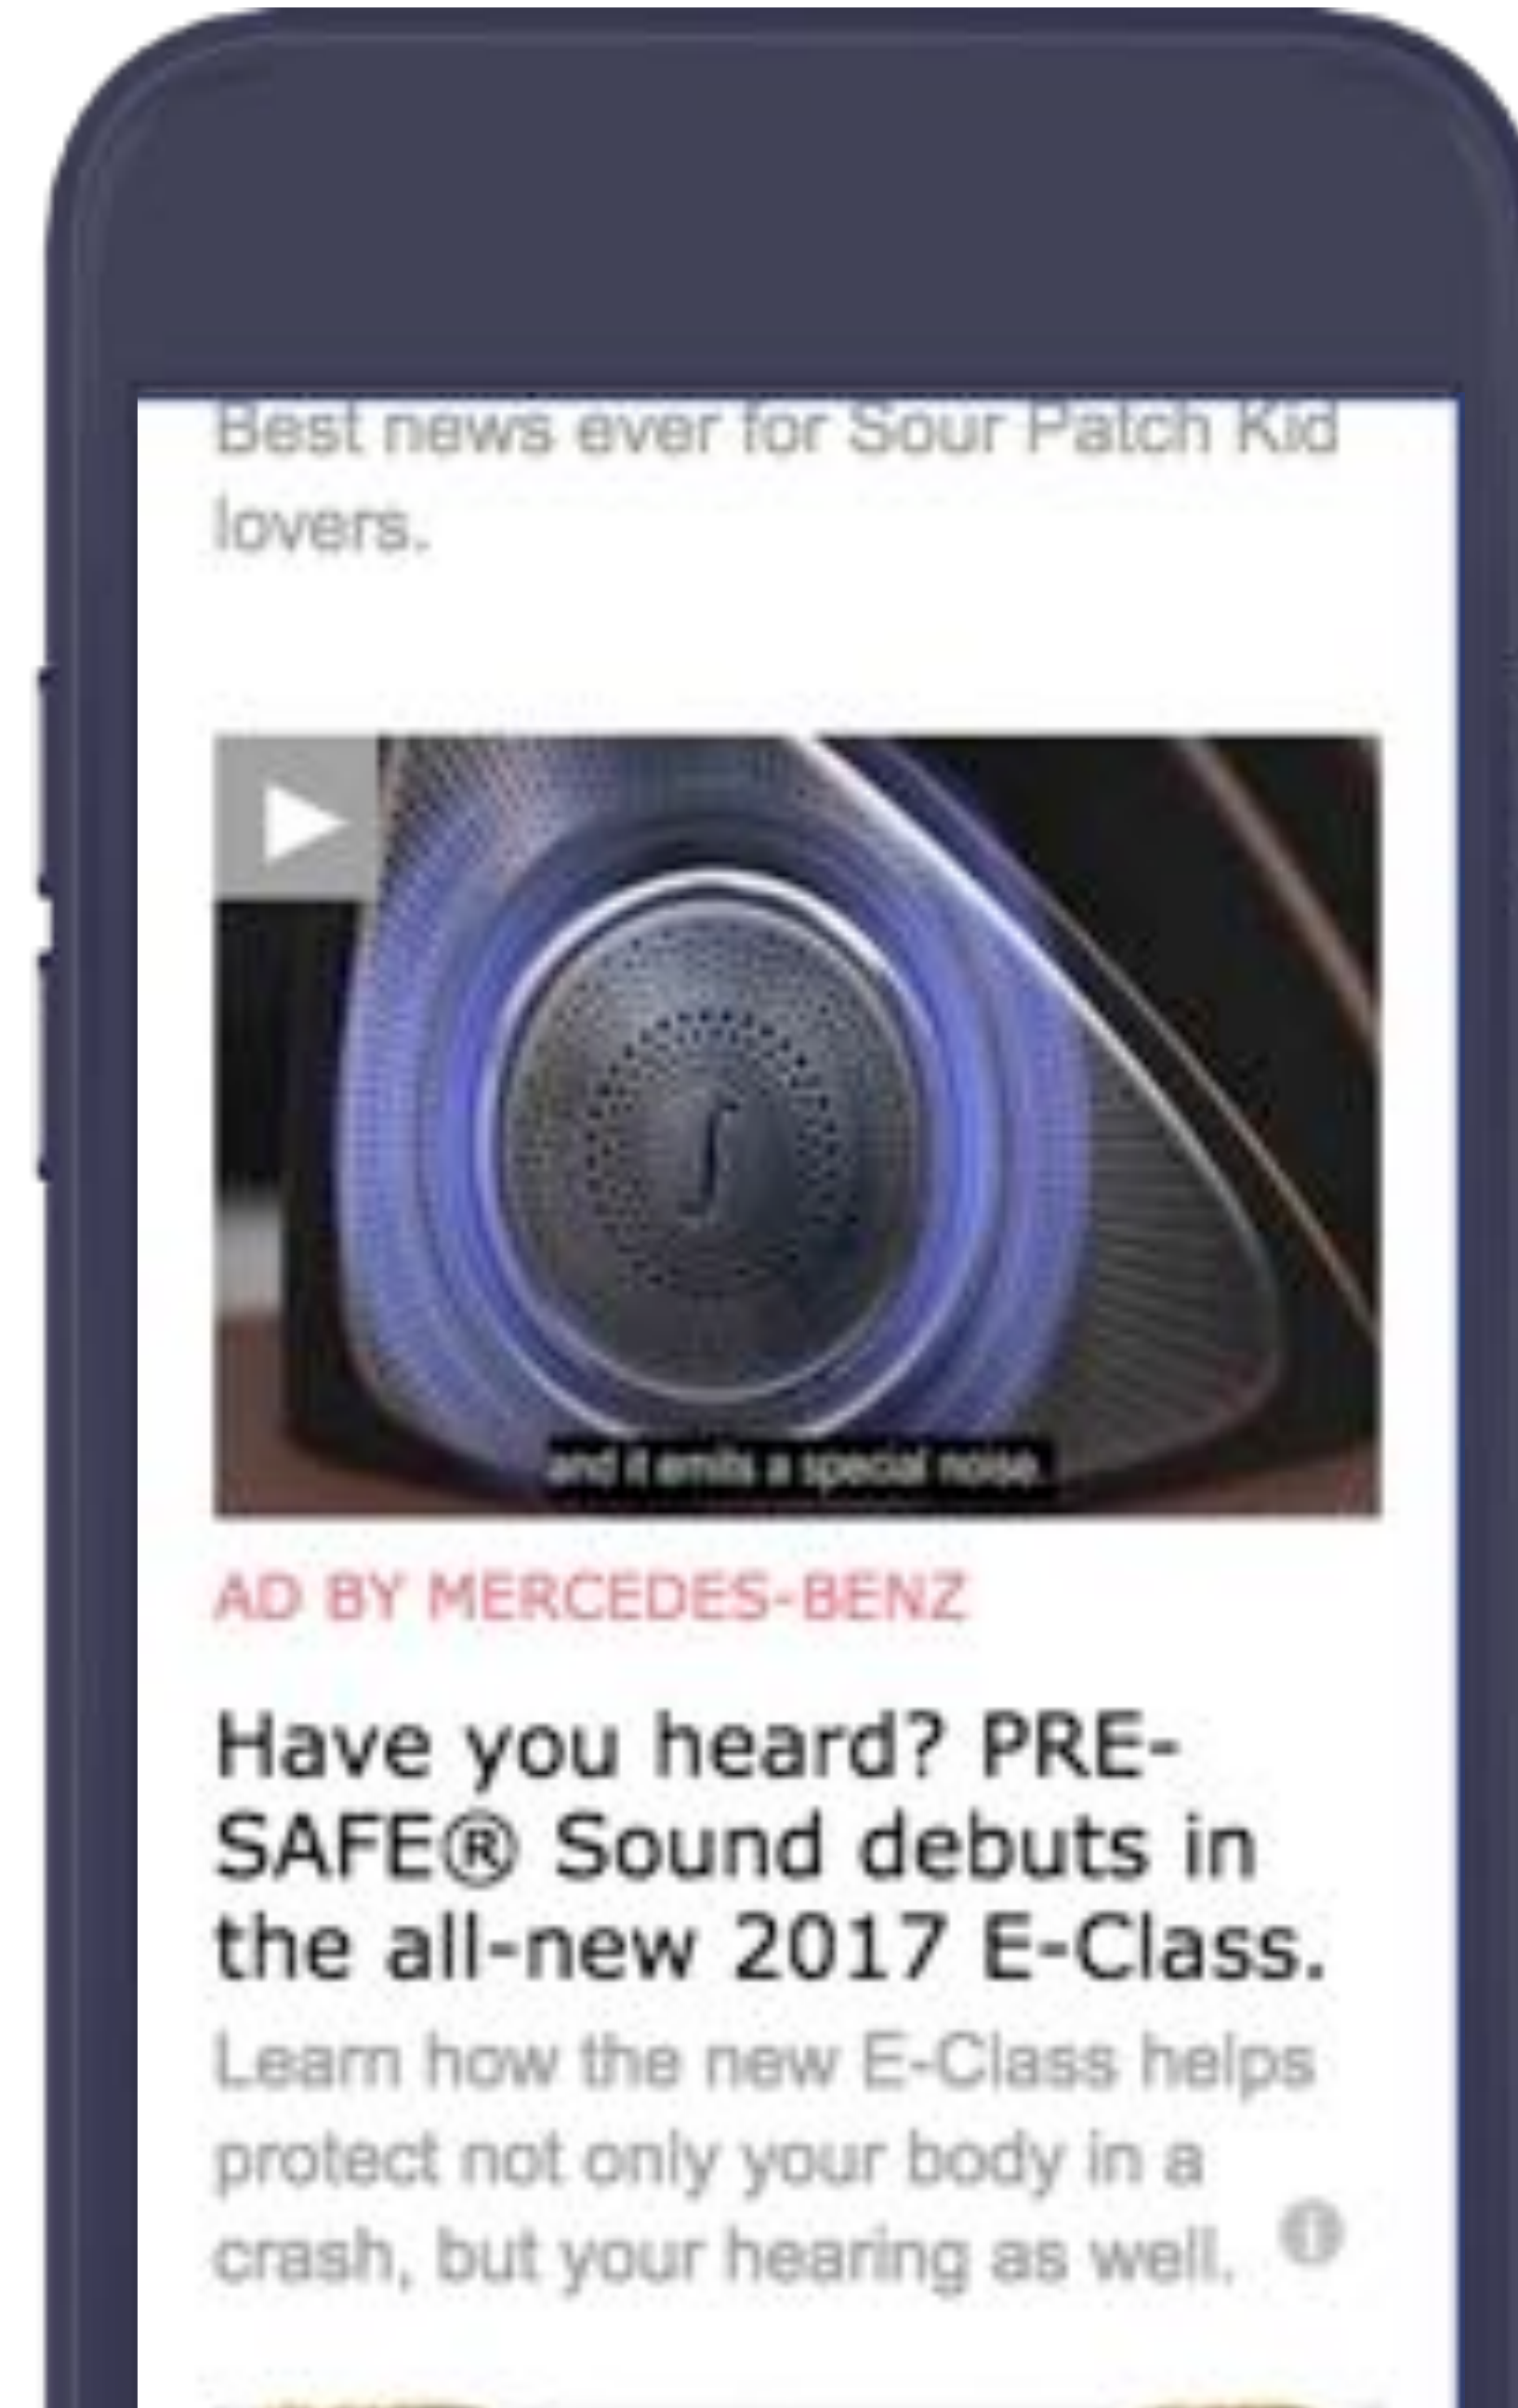 Best news ever for Sour Patch Kid
lovers.
and it emits a special noise.
AD BY MERCEDES-BENZ
Have you heard? PRE-
SAFE® Sound debuts in
the all-new 2017 E-Class.
Learn how the new E-Class helps
protect not only your body in a
crash, but your hearing as well.